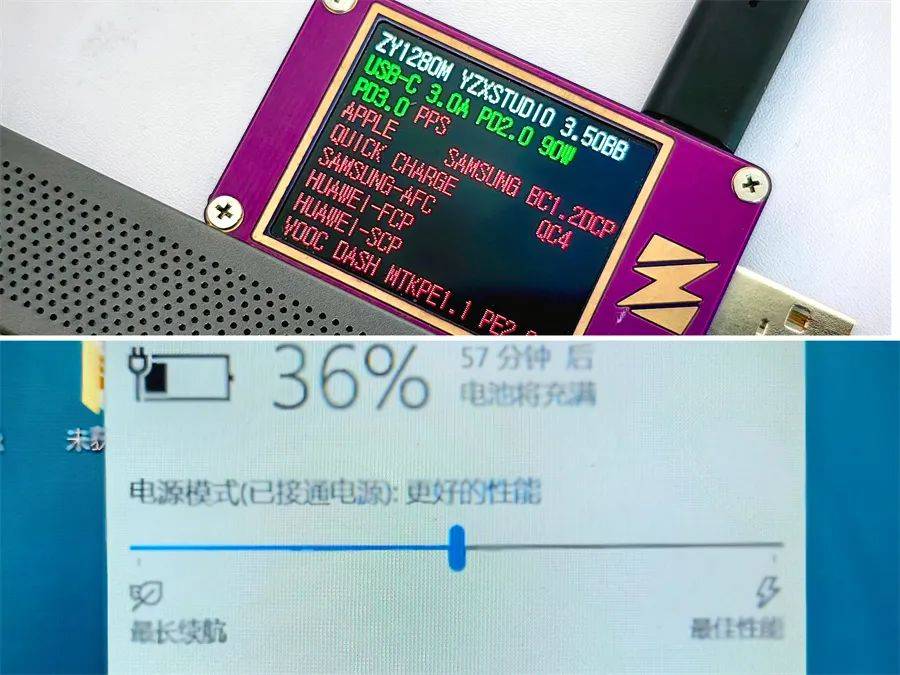 ZY1280M YZXSTUDIO 3.50BB
USB-C 3.0A PD2.0 90W
PD3.0 PPS
APPLE SAMSUNG BC1.2DCP
QUICK CHARGE QC4
SAMSUNG-AFC
HUAWEI-FCP
HUAWEI-SCP
VOOC DASH MTKPE1.1
36%
57 分钟 后
电池将充满
电源模式(已接通电源): 更好的性能
最长续航
最佳性能